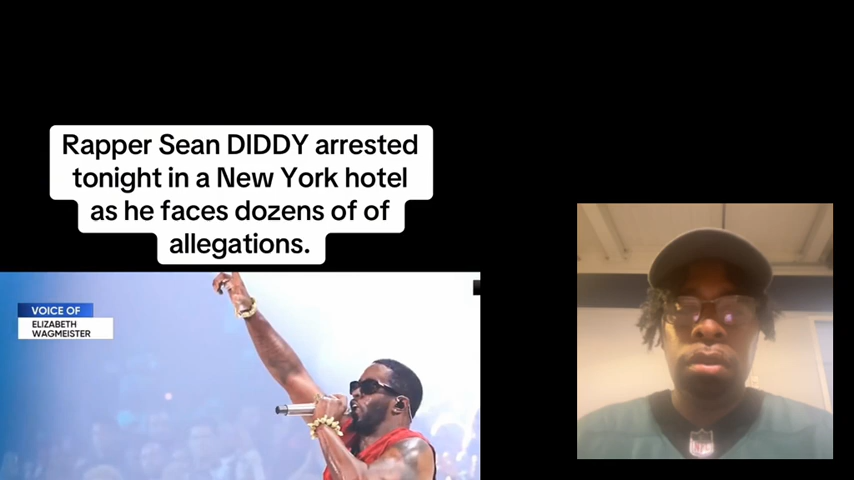 Rapper Sean DIDDY arrested
tonight in a New York hotel
as he faces dozens of of
allegations.
VOICE OF
ELIZABETH
WAGMEISTER
NFL